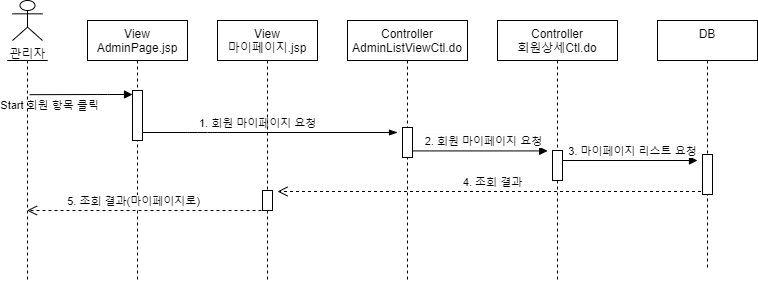 관리자
View
AdminPage.jsp
View
마이페이지.jsp
Controller
AdminListViewCtl.do
Controller
회원상세Ctl.do
DB
Start 회원 항목 클릭
1. 회원 마이페이지 요청
2. 회원 마이페이지 요청
3. 마이페이지 리스트 요청
4. 조회 결과
5. 조회 결과(마이페이지로)